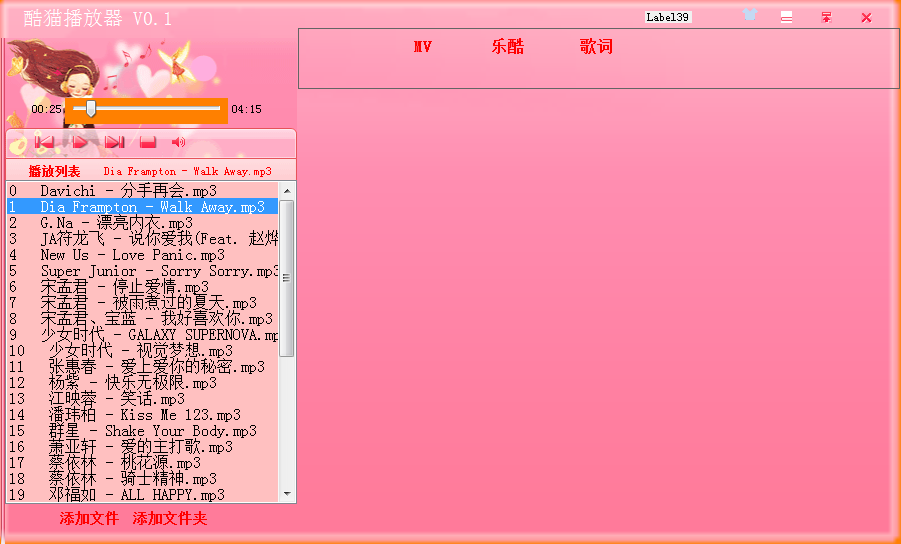 酷猫播放器 V0.1
Label39
MV 乐酷 歌词
00:25 04:15
播放列表 Dia Frampton - Walk Away.mp3
0 Davichi - 分手再会.mp3
1 Dia Frampton - Walk Away.mp3
2 G.Na - 漂亮内衣.mp3
3 JA符龙飞 - 说你爱我(Feat. 赵烨
4 New Us - Love Panic.mp3
5 Super Junior - Sorry Sorry.mp3
6 宋孟君 - 停止爱情.mp3
7 宋孟君 - 被雨煮过的夏天.mp3
8 宋孟君、宝蓝 - 我好喜欢你.mp3
9 少女时代 - GALAXY SUPERNOVA.mp
10 少女时代 - 视觉梦想.mp3
11 张惠春 - 爱上爱你的秘密.mp3
12 杨紫 - 快乐无极限.mp3
13 江映蓉 - 笑话.mp3
14 潘玮柏 - Kiss Me 123.mp3
15 群星 - Shake Your Body.mp3
16 萧亚轩 - 爱的主打歌.mp3
17 蔡依林 - 桃花源.mp3
18 蔡依林 - 骑士精神.mp3
19 邓福如 - ALL HAPPY.mp3
添加文件 添加文件夹